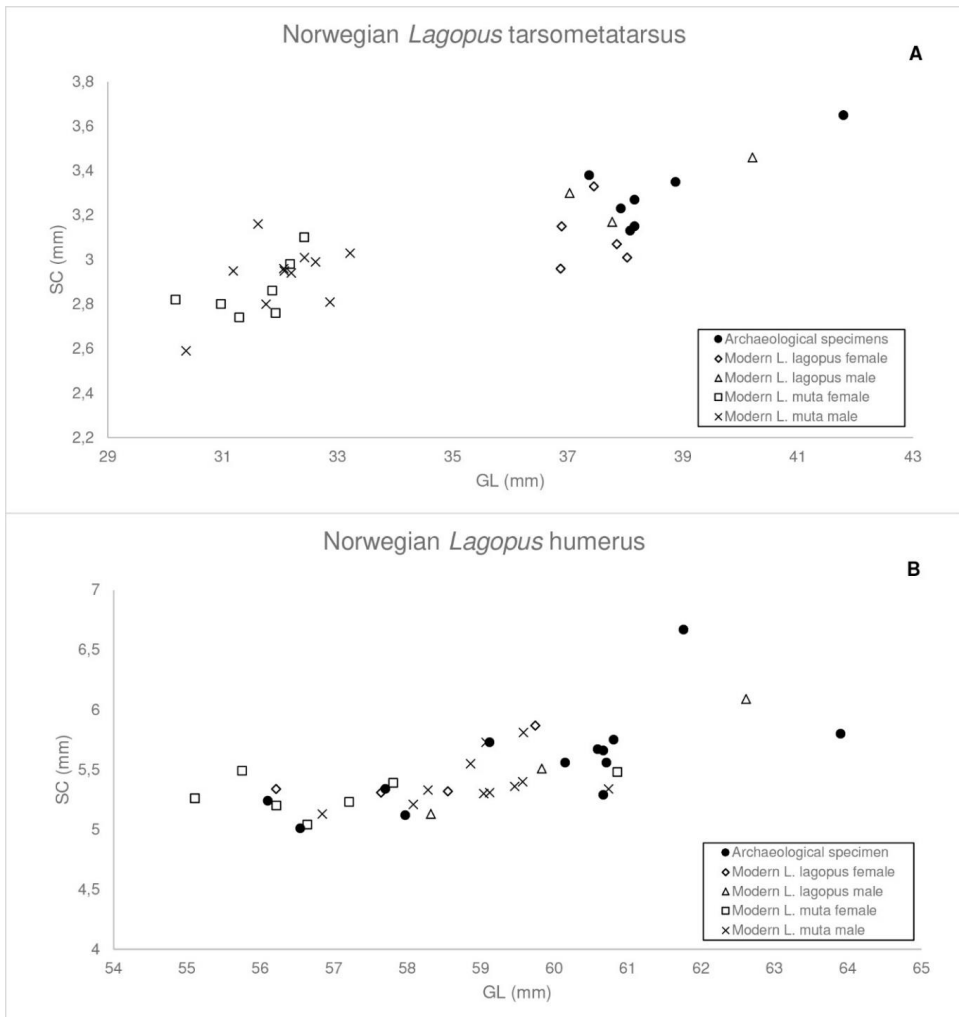 Norwegian Lagopus tarsometatarsus
A
3,8
3,6
3,4
3,2
3
2,8
2,6
2,4
2,2
SC (mm)
29 31 33 35 37 39 41 43
GL (mm)
Archaeological specimens
Modern L. lagopus female
Modern L. lagopus male
Modern L. muta female
Modern L. muta male
Norwegian Lagopus humerus
B
7
6,5
6
5,5
5
4,5
4
SC (mm)
54 55 56 57 58 59 60 61 62 63 64 65
GL (mm)
Archaeological specimen
Modern L. lagopus female
Modern L. lagopus male
Modern L. muta female
Modern L. muta male